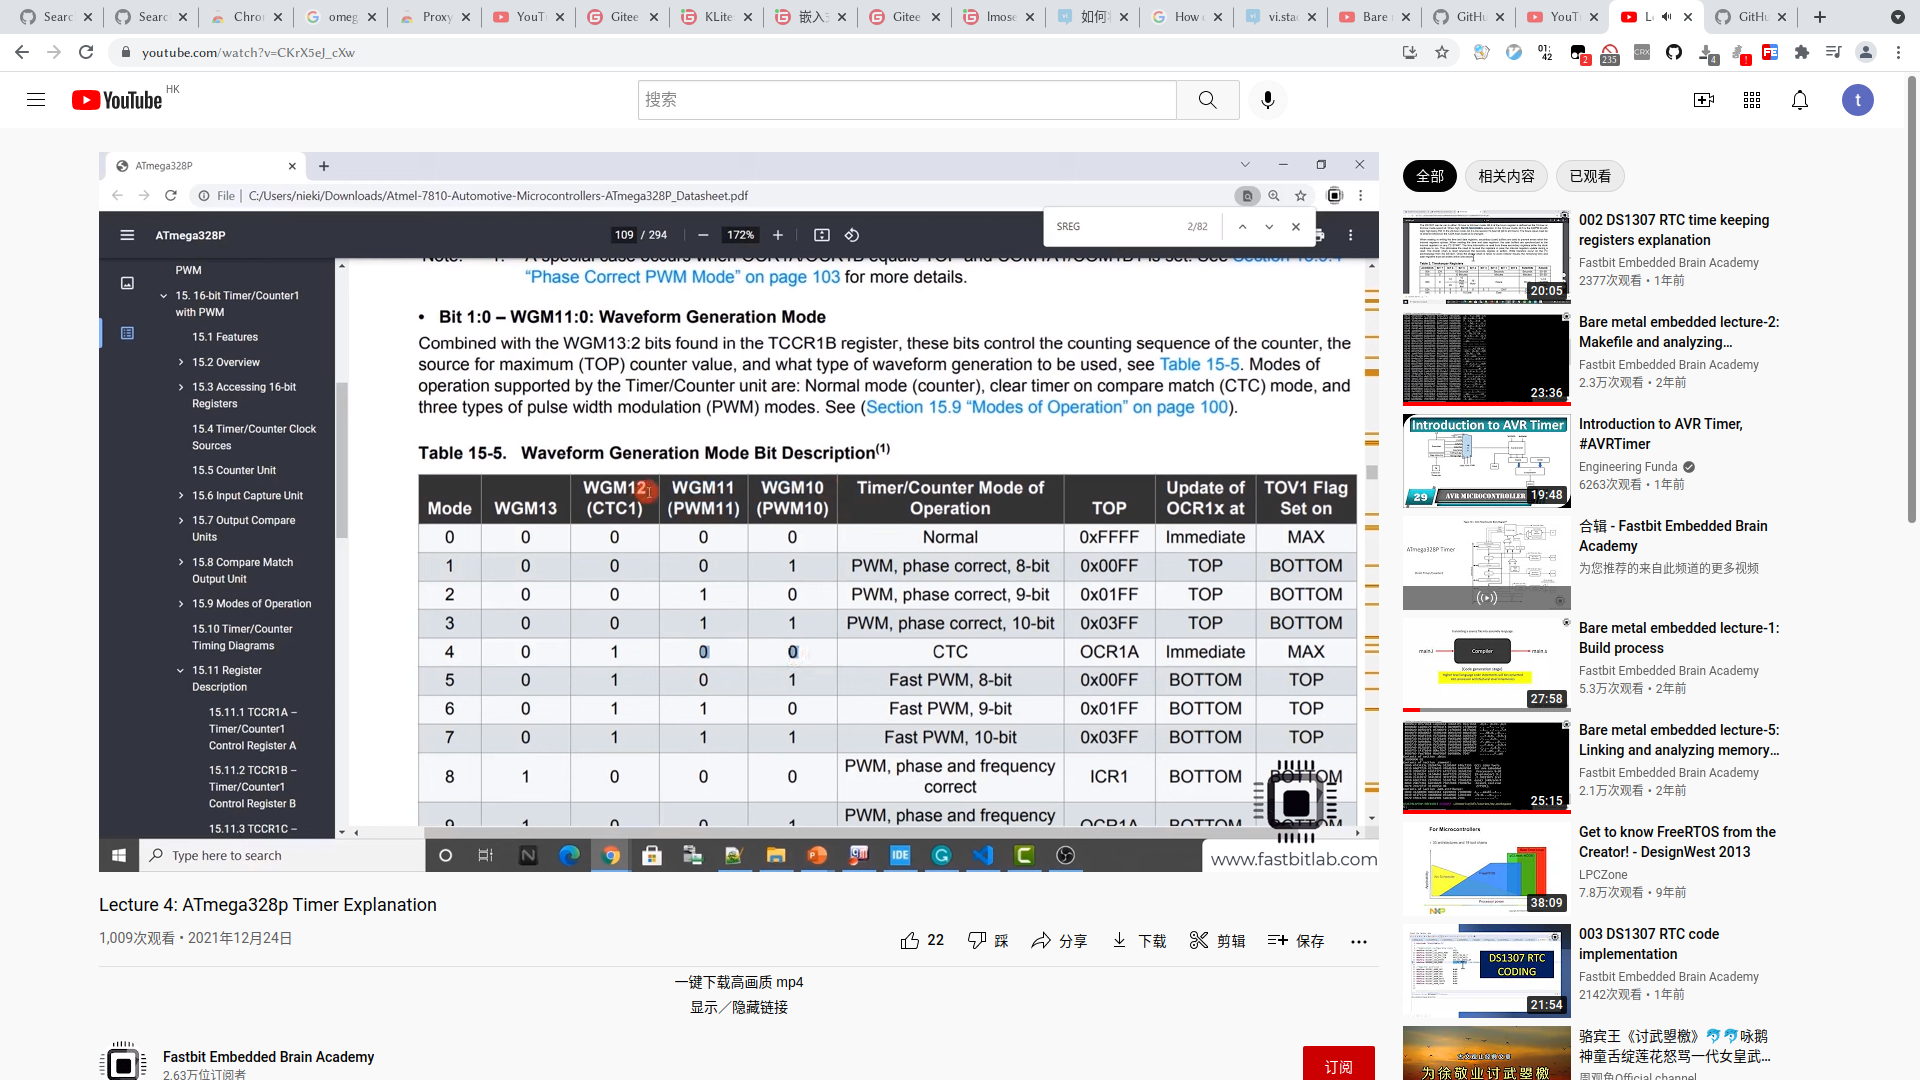 Searc
Searc
Chron
omeg
Proxy
YouTu
Gitee
KLite
嵌入式
Gitee
Imose
如何将
How c
vi.stac
Bare m
GitHu
YouTu
Le
GitHu
youtube.com/watch?v=CKrX5eJ_cXw
01:
42
2
235
CRX
4
YouTube HK
搜索
t
ATmega328P
File | C:/Users/nieki/Downloads/Atmel-7810-Automotive-Microcontrollers-ATmega328P_Datasheet.pdf
ATmega328P
109 / 294
172%
SREG 2/82
PWM
15. 16-bit Timer/Counter1
with PWM
15.1 Features
15.2 Overview
15.3 Accessing 16-bit
Registers
15.4 Timer/Counter Clock
Sources
15.5 Counter Unit
15.6 Input Capture Unit
15.7 Output Compare
Units
15.8 Compare Match
Output Unit
15.9 Modes of Operation
15.10 Timer/Counter
Timing Diagrams
15.11 Register
Description
15.11.1 TCCR1A –
Timer/Counter1
Control Register A
15.11.2 TCCR1B –
Timer/Counter1
Control Register B
15.11.3 TCCR1C –
“Phase Correct PWM Mode” on page 103 for more details.
• Bit 1:0 – WGM11:0: Waveform Generation Mode
Combined with the WGM13:2 bits found in the TCCR1B register, these bits control the counting sequence of the counter, the
source for maximum (TOP) counter value, and what type of waveform generation to be used, see Table 15-5. Modes of
operation supported by the Timer/Counter unit are: Normal mode (counter), clear timer on compare match (CTC) mode, and
three types of pulse width modulation (PWM) modes. See (Section 15.9 “Modes of Operation” on page 100).
Table 15-5. Waveform Generation Mode Bit Description(1)
Mode WGM13 WGM12 (CTC1) WGM11 (PWM11) WGM10 (PWM10) Timer/Counter Mode of Operation TOP Update of OCR1x at TOV1 Flag Set on
0 0 0 0 0 Normal 0xFFFF Immediate MAX
1 0 0 0 1 PWM, phase correct, 8-bit 0x00FF TOP BOTTOM
2 0 0 1 0 PWM, phase correct, 9-bit 0x01FF TOP BOTTOM
3 0 0 1 1 PWM, phase correct, 10-bit 0x03FF TOP BOTTOM
4 0 1 0 0 CTC OCR1A Immediate MAX
5 0 1 0 1 Fast PWM, 8-bit 0x00FF BOTTOM TOP
6 0 1 1 0 Fast PWM, 9-bit 0x01FF BOTTOM TOP
7 0 1 1 1 Fast PWM, 10-bit 0x03FF BOTTOM TOP
8 1 0 0 0 PWM, phase and frequency correct ICR1 BOTTOM BOTTOM
9 1 0 0 1 PWM, phase and frequency OCR1A BOTTOM BOTTOM
Type here to search
www.fastbitlab.com
Lecture 4: ATmega328p Timer Explanation
1,009次观看 • 2021年12月24日
22
踩
分享
下载
剪辑
保存
一键下载高画质 mp4
显示／隐藏链接
Fastbit Embedded Brain Academy
2.63万位订阅者
订阅
全部
相关内容
已观看
20:05
002 DS1307 RTC time keeping
registers explanation
Fastbit Embedded Brain Academy
2377次观看 • 1年前
23:36
Bare metal embedded lecture-2:
Makefile and analyzing…
Fastbit Embedded Brain Academy
2.3万次观看 • 2年前
Introduction to AVR Timer
29
AVR MICROCONTROLLER
19:48
Introduction to AVR Timer,
#AVRTimer
Engineering Funda
6263次观看 • 1年前
ATmega328P Timer
合辑 - Fastbit Embedded Brain
Academy
为您推荐的来自此频道的更多视频
main.i
Compiler
main.s
27:58
Bare metal embedded lecture-1:
Build process
Fastbit Embedded Brain Academy
5.3万次观看 • 2年前
25:15
Bare metal embedded lecture-5:
Linking and analyzing memory…
Fastbit Embedded Brain Academy
2.1万次观看 • 2年前
For Microcontrollers
NXP
38:09
Get to know FreeRTOS from the
Creator! - DesignWest 2013
LPCZone
7.8万次观看 • 9年前
DS1307 RTC
CODING
21:54
003 DS1307 RTC code
implementation
Fastbit Embedded Brain Academy
2142次观看 • 1年前
为徐敬业讨武曌檄
骆宾王《讨武曌檄》🐬🐬咏鹅
神童舌绽莲花怒骂一代女皇武…
周观鱼Official channel